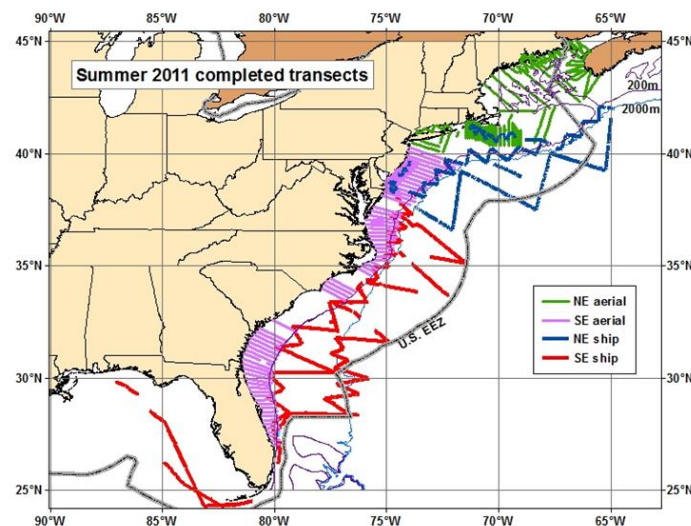 90°W 85°W 80°W 75°W 70°W 65°W
45°N 45°N
Summer 2011 completed transects
200m
2000m
40°N 40°N
35°N 35°N
NE aerial
SE aerial
NE ship
SE ship
U.S. EEZ
30°N 30°N
25°N 25°N
90°W 85°W 80°W 75°W 70°W 65°W